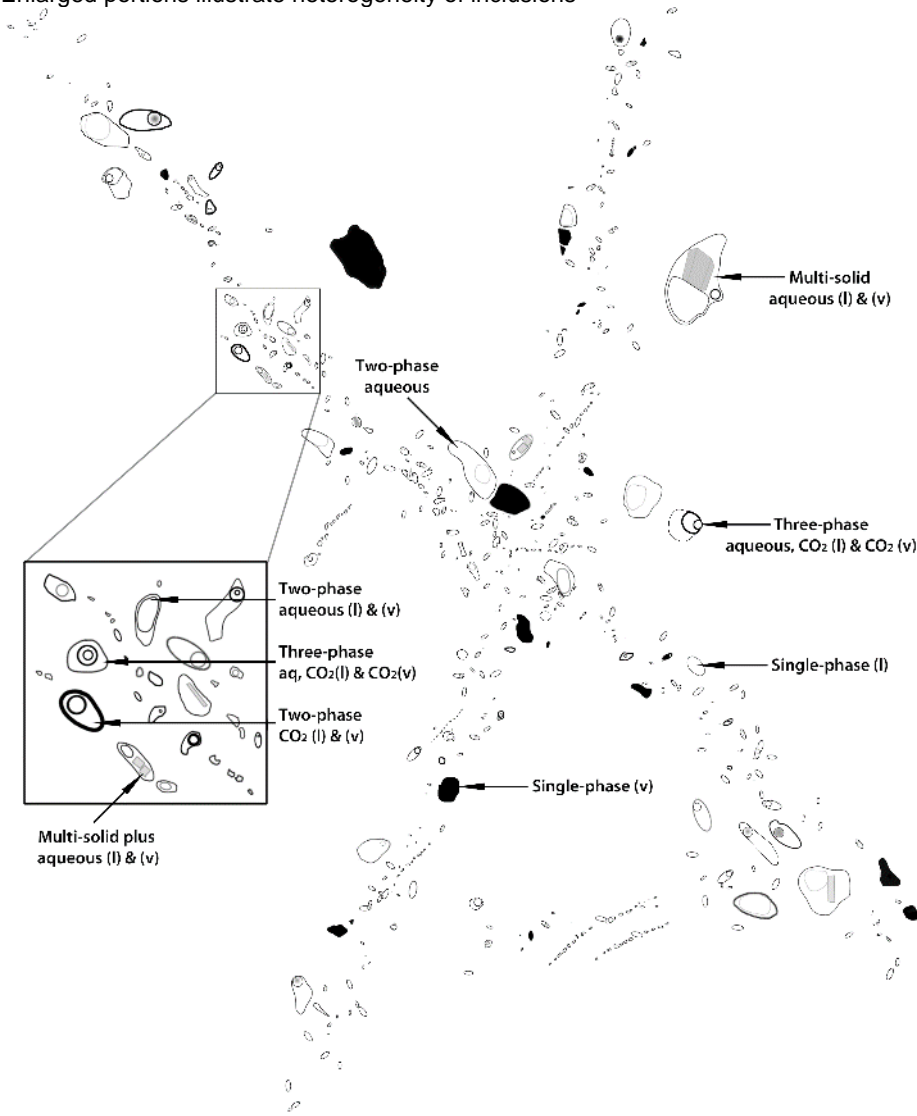 Enlarged portions illustrate heterogeneity of inclusions
Multi-solid
aqueous (l) & (v)
Two-phase
aqueous
Three-phase
aqueous, CO₂ (l) & CO₂ (v)
Two-phase
aqueous (l) & (v)
Three-phase
aq, CO₂(l) & CO₂(v)
Two-phase
CO₂ (l) & (v)
Single-phase (l)
Single-phase (v)
Multi-solid plus
aqueous (l) & (v)